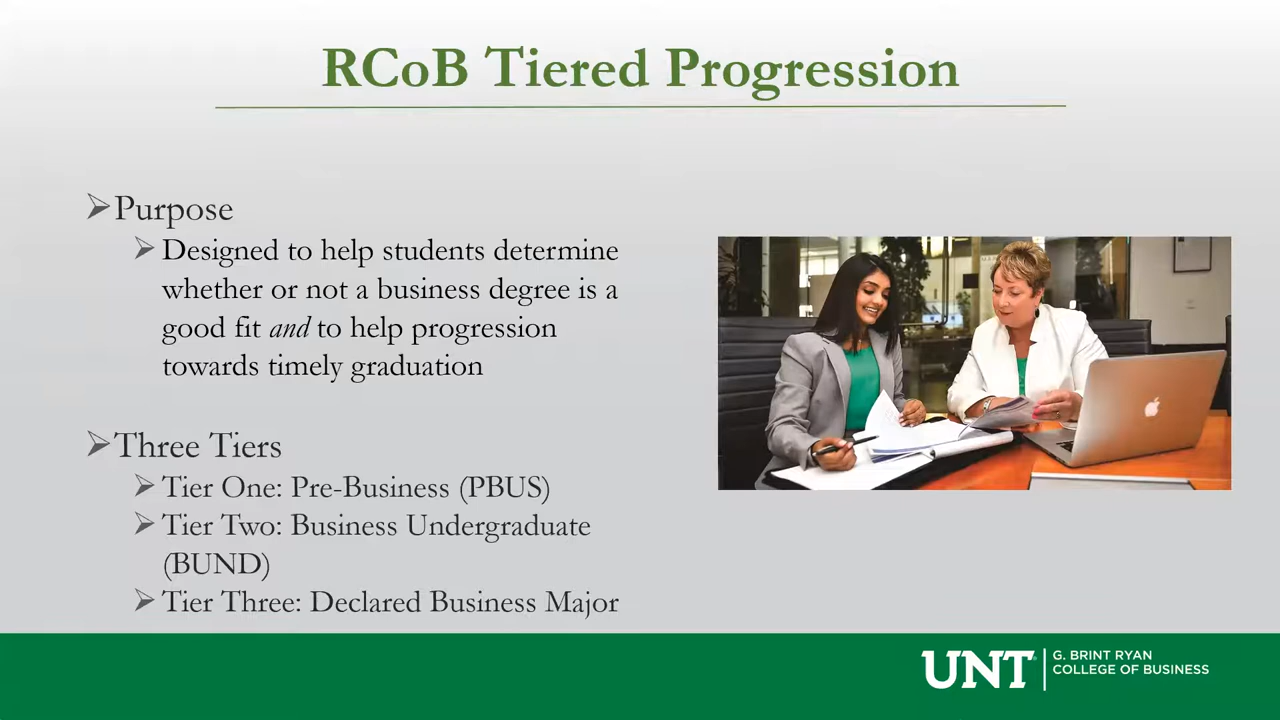 RCoB Tiered Progression
Purpose
Designed to help students determine
whether or not a business degree is a
good fit and to help progression
towards timely graduation
Three Tiers
Tier One: Pre-Business (PBUS)
Tier Two: Business Undergraduate
(BUND)
Tier Three: Declared Business Major
UNT
G. BRINT RYAN
COLLEGE OF BUSINESS